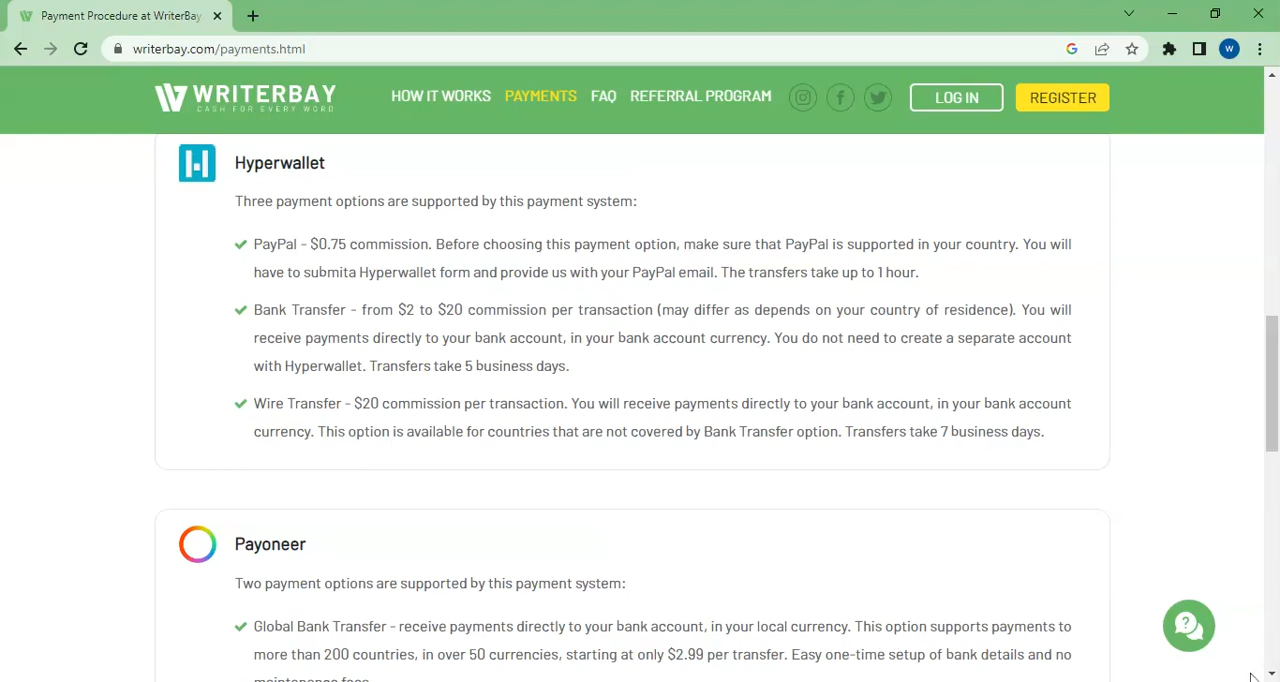 Payment Procedure at WriterBay
writerbay.com/payments.html
W
WRITERBAY
CASH FOR EVERY WORD
HOW IT WORKS PAYMENTS FAQ REFERRAL PROGRAM LOG IN REGISTER
Hyperwallet
Three payment options are supported by this payment system:
PayPal - $0.75 commission. Before choosing this payment option, make sure that PayPal is supported in your country. You will
have to submita Hyperwallet form and provide us with your PayPal email. The transfers take up to 1 hour.
Bank Transfer - from $2 to $20 commission per transaction (may differ as depends on your country of residence). You will
receive payments directly to your bank account, in your bank account currency. You do not need to create a separate account
with Hyperwallet. Transfers take 5 business days.
Wire Transfer - $20 commission per transaction. You will receive payments directly to your bank account, in your bank account
currency. This option is available for countries that are not covered by Bank Transfer option. Transfers take 7 business days.
Payoneer
Two payment options are supported by this payment system:
Global Bank Transfer - receive payments directly to your bank account, in your local currency. This option supports payments to
more than 200 countries, in over 50 currencies, starting at only $2.99 per transfer. Easy one-time setup of bank details and no
maintenance fees.